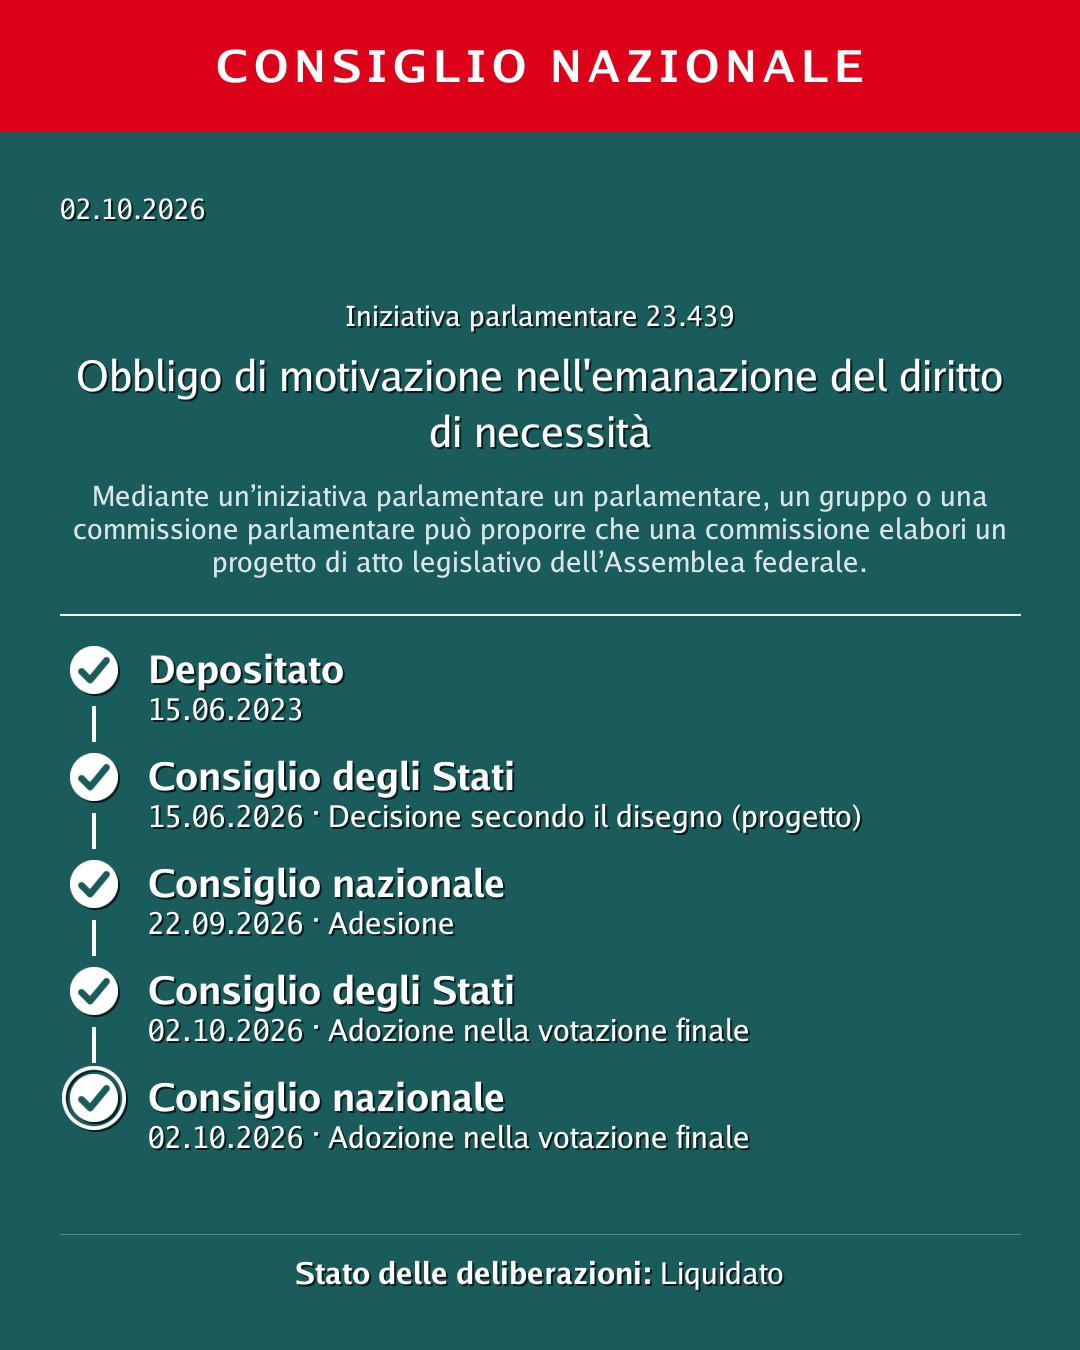 CONSIGLIO NAZIONALE
02.10.2026
Iniziativa parlamentare 23.439
Obbligo di motivazione nell'emanazione del diritto
di necessità
Mediante un’iniziativa parlamentare un parlamentare, un gruppo o una
commissione parlamentare può proporre che una commissione elabori un
progetto di atto legislativo dell’Assemblea federale.
Depositato
15.06.2023
Consiglio degli Stati
15.06.2026 · Decisione secondo il disegno (progetto)
Consiglio nazionale
22.09.2026 · Adesione
Consiglio degli Stati
02.10.2026 · Adozione nella votazione finale
Consiglio nazionale
02.10.2026 · Adozione nella votazione finale
Stato delle deliberazioni: Liquidato